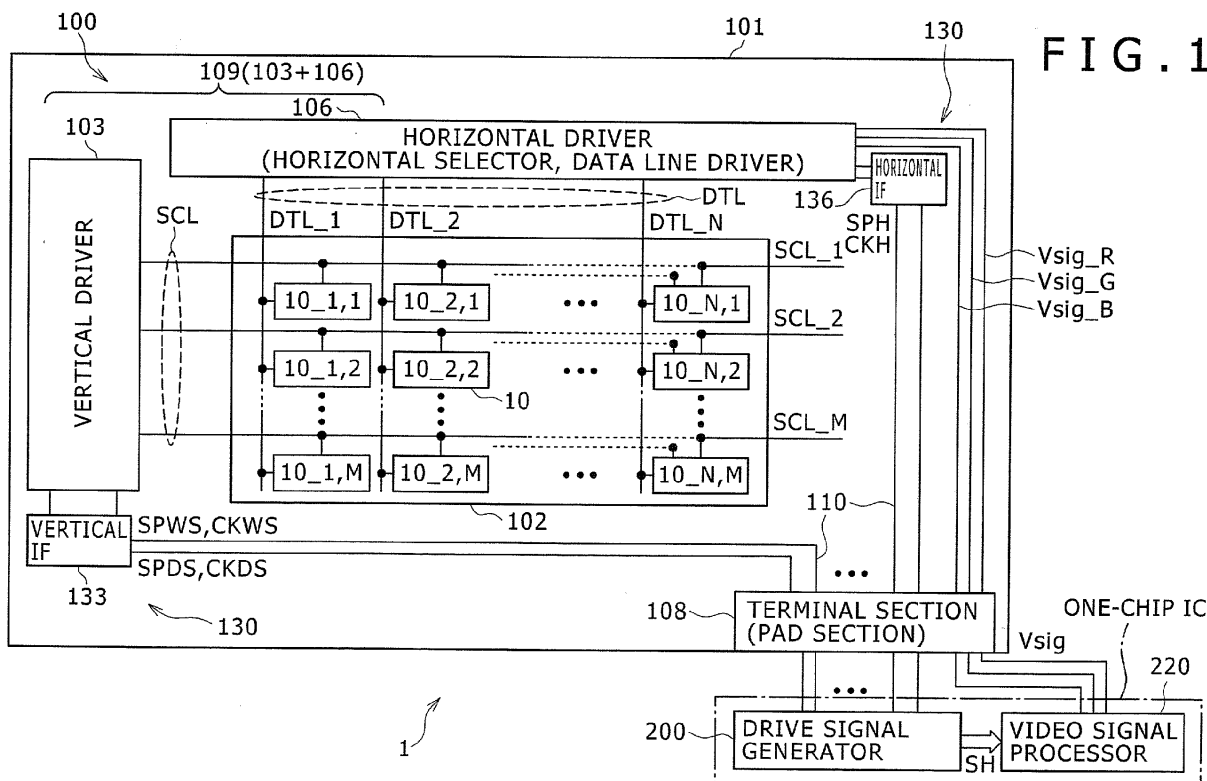 100
101
130
FIG. 1
109(103+106)
106
103
HORIZONTAL DRIVER
(HORIZONTAL SELECTOR, DATA LINE DRIVER)
HORIZONTAL
IF
136
DTL
SCL
DTL_1
DTL_2
DTL_N
SPH
CKH
SCL_1
Vsig_R
Vsig_G
Vsig_B
VERTICAL DRIVER
10_1,1
10_2,1
10_N,1
SCL_2
10_1,2
10_2,2
10_N,2
10
SCL_M
10_1,M
10_2,M
10_N,M
102
110
VERTICAL
IF
SPWS,CKWS
SPDS,CKDS
133
130
108
TERMINAL SECTION
(PAD SECTION)
ONE-CHIP IC
Vsig
220
1
200
DRIVE SIGNAL
GENERATOR
SH
VIDEO SIGNAL
PROCESSOR